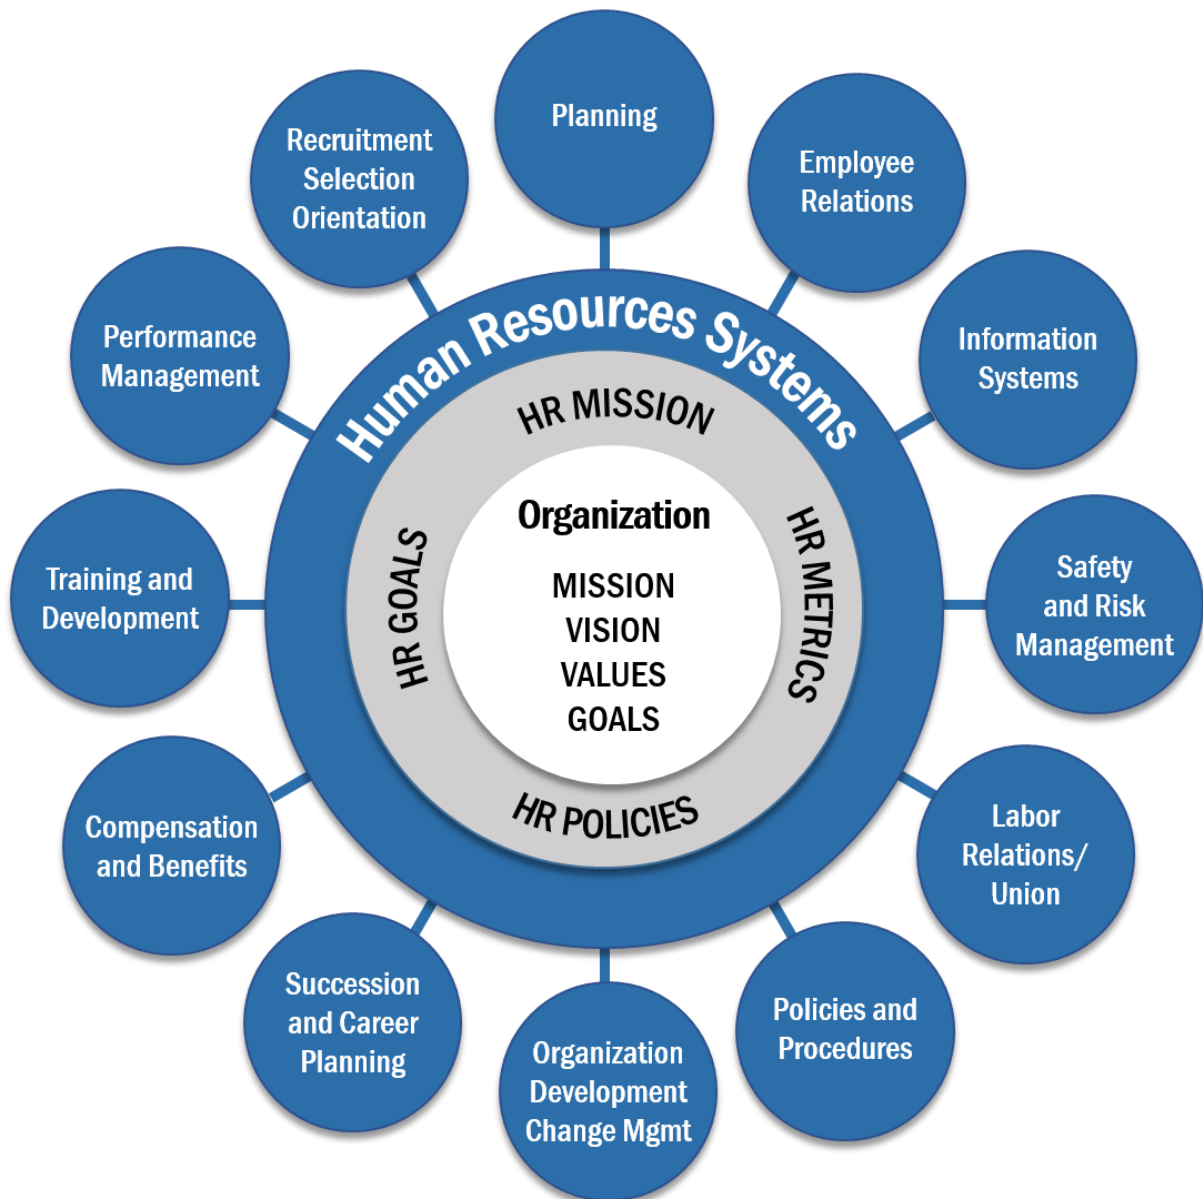 Planning
Employee
Relations
Information
Systems
Safety
and Risk
Management
Labor
Relations/
Union
Policies and
Procedures
Organization
Development
Change Mgmt
Succession
and Career
Planning
Compensation
and Benefits
Training and
Development
Performance
Management
Recruitment
Selection
Orientation
Human Resources Systems
HR MISSION
HR METRICS
HR POLICIES
HR GOALS
Organization
MISSION
VISION
VALUES
GOALS